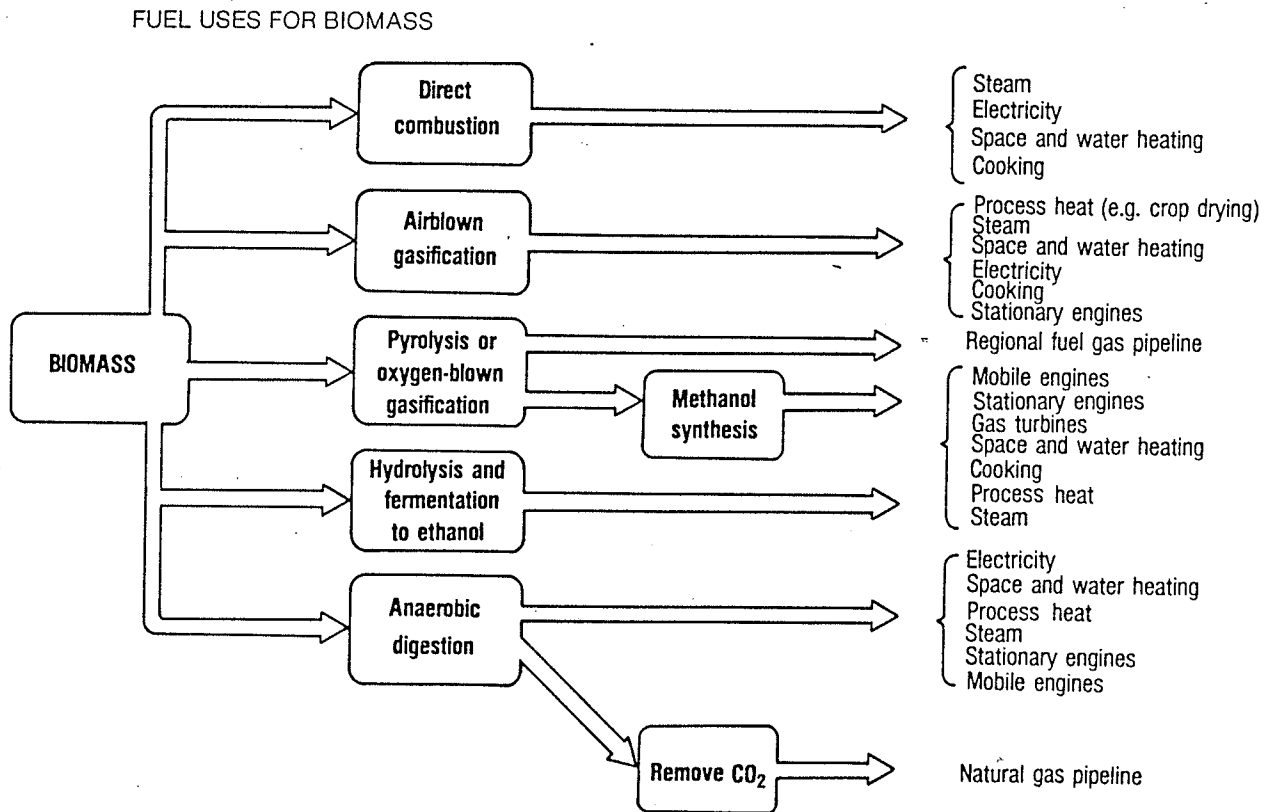 FUEL USES FOR BIOMASS
Direct
combustion
Steam
Electricity
Space and water heating
Cooking
Airblown
gasification
Process heat (e.g. crop drying)
Steam
Space and water heating
Electricity
Cooking
Stationary engines
BIOMASS
Pyrolysis or
oxygen-blown
gasification
Regional fuel gas pipeline
Methanol
synthesis
Mobile engines
Stationary engines
Gas turbines
Space and water heating
Cooking
Process heat
Steam
Hydrolysis and
fermentation
to ethanol
Anaerobic
digestion
Electricity
Space and water heating
Process heat
Steam
Stationary engines
Mobile engines
Remove CO₂
Natural gas pipeline